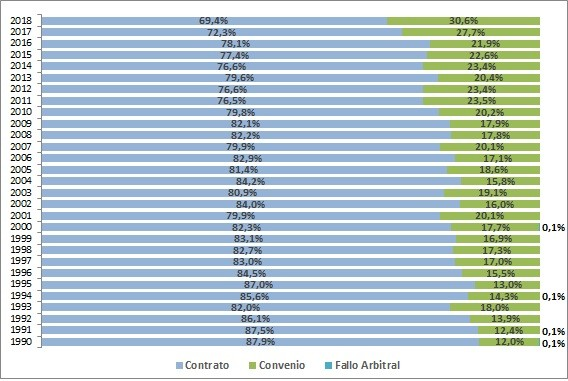 2018 69,4% 30,6%
2017 72,3% 27,7%
2016 78,1% 21,9%
2015 77,4% 22,6%
2014 76,6% 23,4%
2013 79,6% 20,4%
2012 76,6% 23,4%
2011 76,5% 23,5%
2010 79,8% 20,2%
2009 82,1% 17,9%
2008 82,2% 17,8%
2007 79,9% 20,1%
2006 82,9% 17,1%
2005 81,4% 18,6%
2004 84,2% 15,8%
2003 80,9% 19,1%
2002 84,0% 16,0%
2001 79,9% 20,1%
2000 82,3% 17,7% 0,1%
1999 83,1% 16,9%
1998 82,7% 17,3%
1997 83,0% 17,0%
1996 84,5% 15,5%
1995 87,0% 13,0%
1994 85,6% 14,3% 0,1%
1993 82,0% 18,0%
1992 86,1% 13,9%
1991 87,5% 12,4% 0,1%
1990 87,9% 12,0% 0,1%
Contrato Convenio Fallo Arbitral